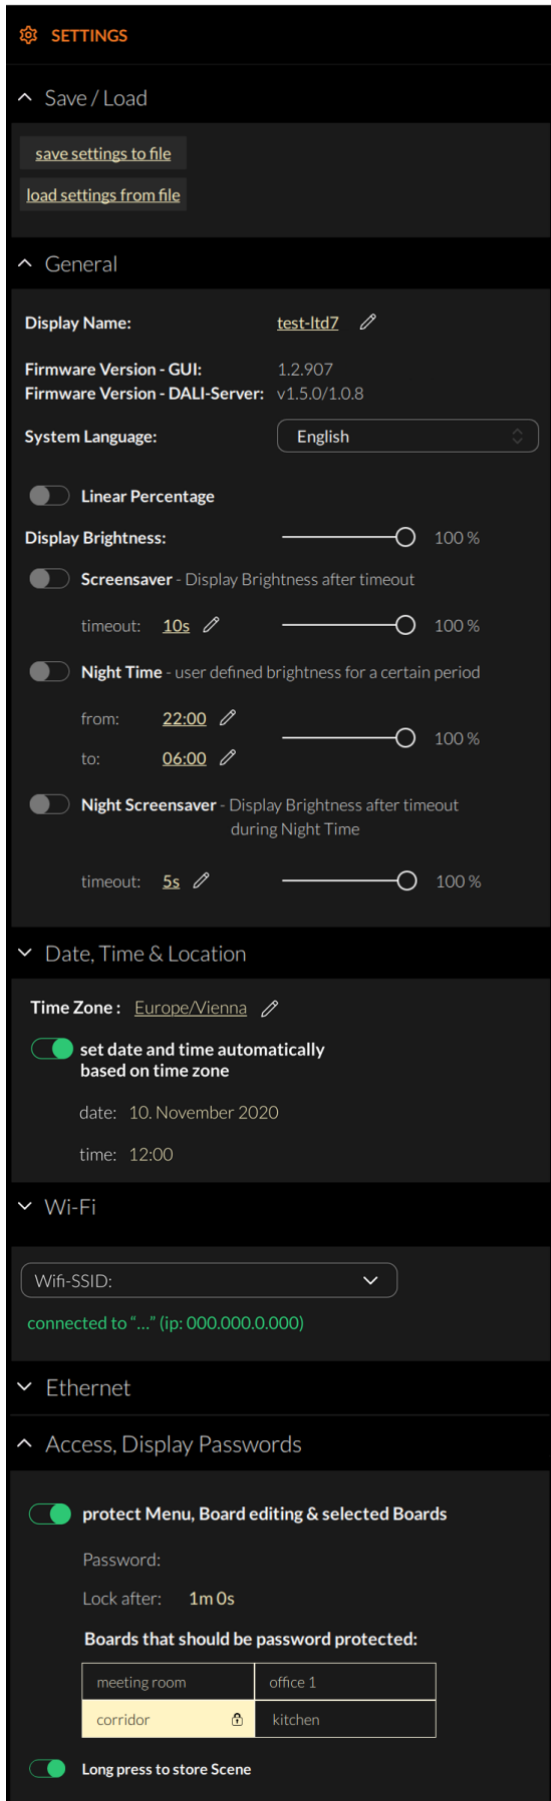 SETTINGS
Save / Load
save settings to file
load settings from file
General
Display Name: test-ltd7
Firmware Version - GUI: 1.2.907
Firmware Version - DALI-Server: v1.5.0/1.0.8
System Language: English
Linear Percentage
Display Brightness: 100 %
Screensaver - Display Brightness after timeout
timeout: 10s 100 %
Night Time - user defined brightness for a certain period
from: 22:00
100 %
to: 06:00
Night Screensaver - Display Brightness after timeout
during Night Time
timeout: 5s 100 %
Date, Time & Location
Time Zone : Europe/Vienna
set date and time automatically
based on time zone
date: 10. November 2020
time: 12:00
Wi-Fi
Wifi-SSID:
connected to “...” (ip: 000.000.0.000)
Ethernet
Access, Display Passwords
protect Menu, Board editing & selected Boards
Password:
Lock after: 1m 0s
Boards that should be password protected:
meeting room office 1
corridor kitchen
Long press to store Scene